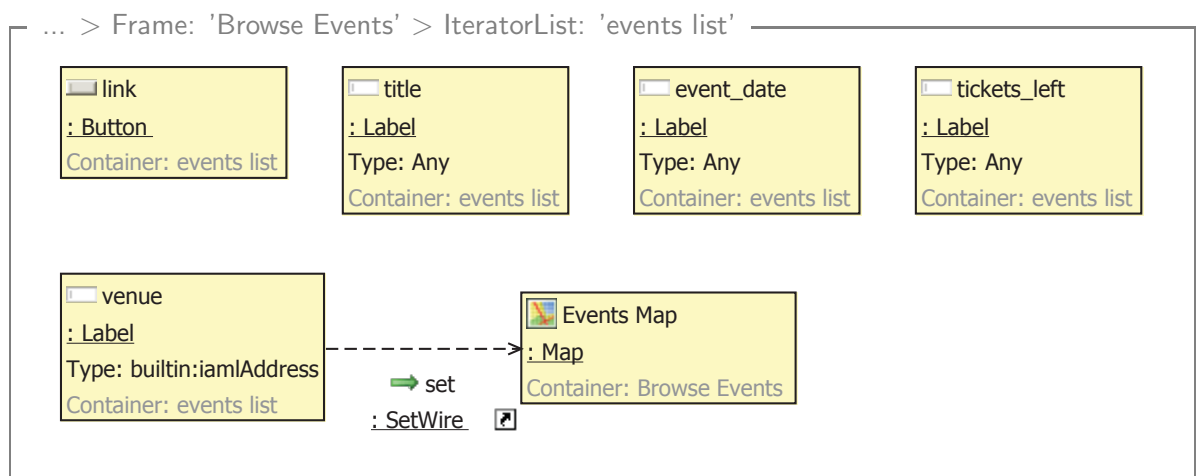 ... > Frame: 'Browse Events' > IteratorList: 'events list'
link
: Button
Container: events list
title
: Label
Type: Any
Container: events list
event_date
: Label
Type: Any
Container: events list
tickets_left
: Label
Type: Any
Container: events list
venue
: Label
Type: builtin:iamlAddress
Container: events list
set
: SetWire
Events Map
: Map
Container: Browse Events